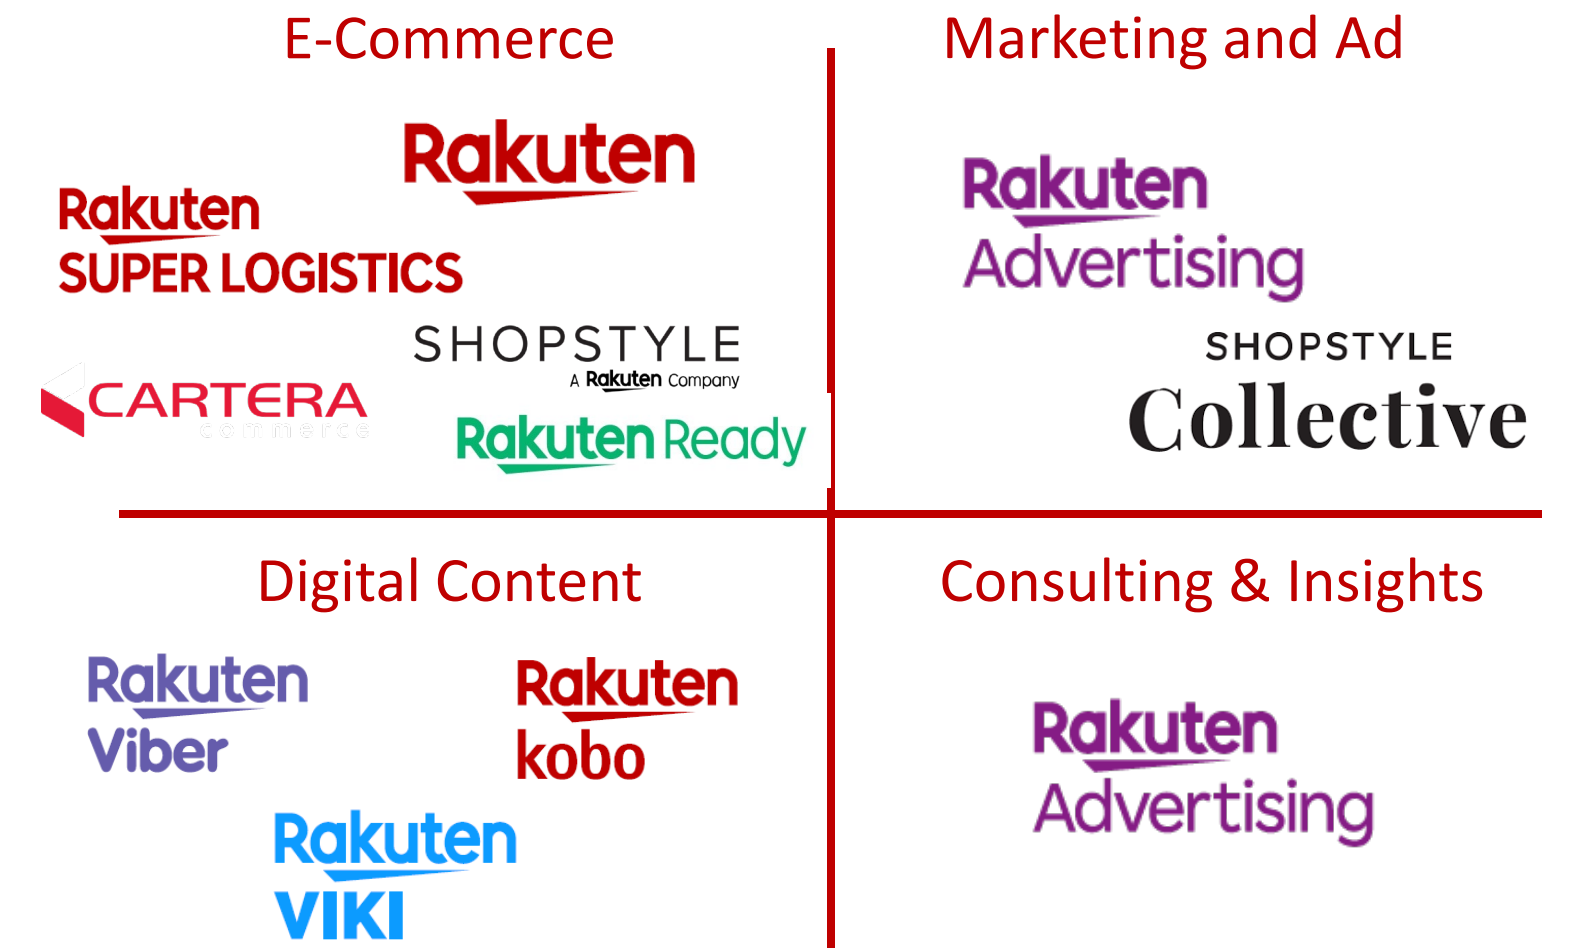 E-Commerce
Rakuten
Rakuten
SUPER LOGISTICS
SHOPSTYLE
A Rakuten Company
CARTERA
commerce
Rakuten Ready
Marketing and Ad
Rakuten
Advertising
SHOPSTYLE
Collective
Digital Content
Rakuten
Viber
Rakuten
kobo
Rakuten
VIKI
Consulting & Insights
Rakuten
Advertising